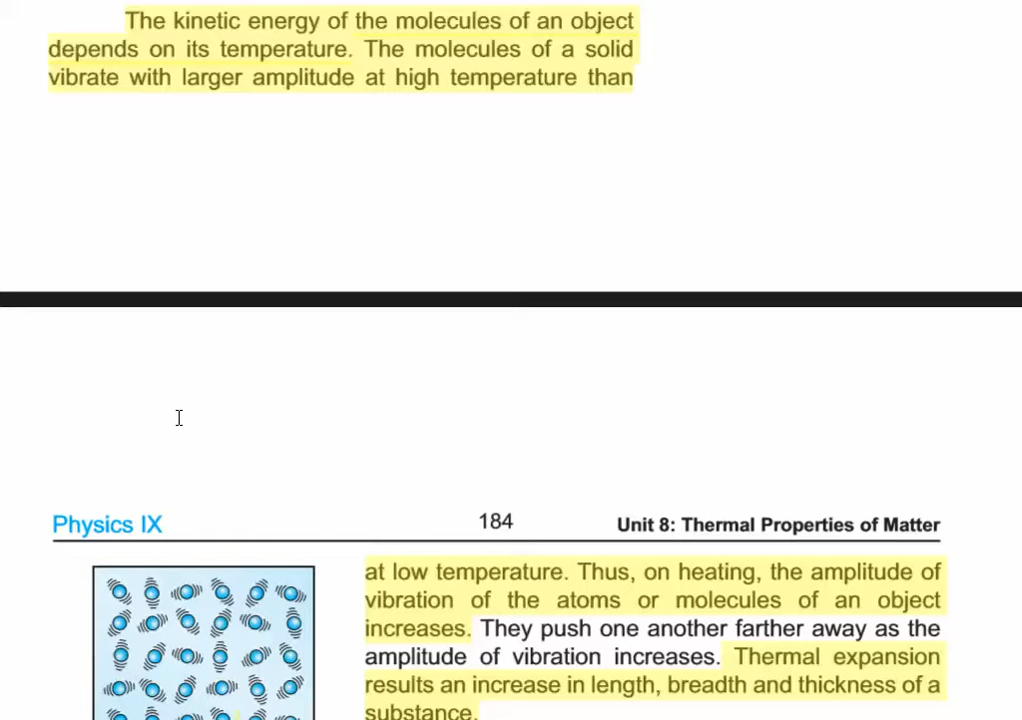 The kinetic energy of the molecules of an object
depends on its temperature. The molecules of a solid
vibrate with larger amplitude at high temperature than
Physics IX
184
Unit 8: Thermal Properties of Matter
at low temperature. Thus, on heating, the amplitude of
vibration of the atoms or molecules of an object
increases. They push one another farther away as the
amplitude of vibration increases. Thermal expansion
results an increase in length, breadth and thickness of a
substance.